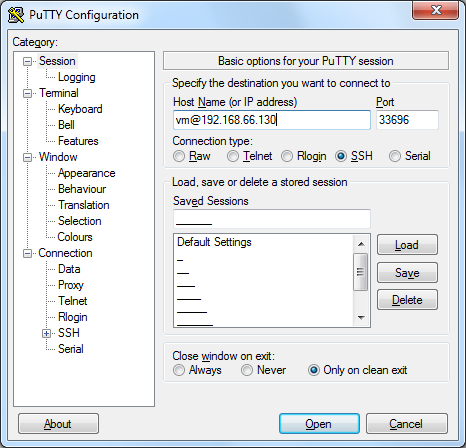 PuTTY Configuration
Category:
Session
Logging
Terminal
Keyboard
Bell
Features
Window
Appearance
Behaviour
Translation
Selection
Colours
Connection
Data
Proxy
Telnet
Rlogin
SSH
Serial
Basic options for your PuTTY session
Specify the destination you want to connect to
Host Name (or IP address) Port
vm@192.168.66.130 33696
Connection type:
Raw Telnet Rlogin SSH Serial
Load, save or delete a stored session
Saved Sessions
Default Settings
Load
Save
Delete
Close window on exit:
Always Never Only on clean exit
About Open Cancel